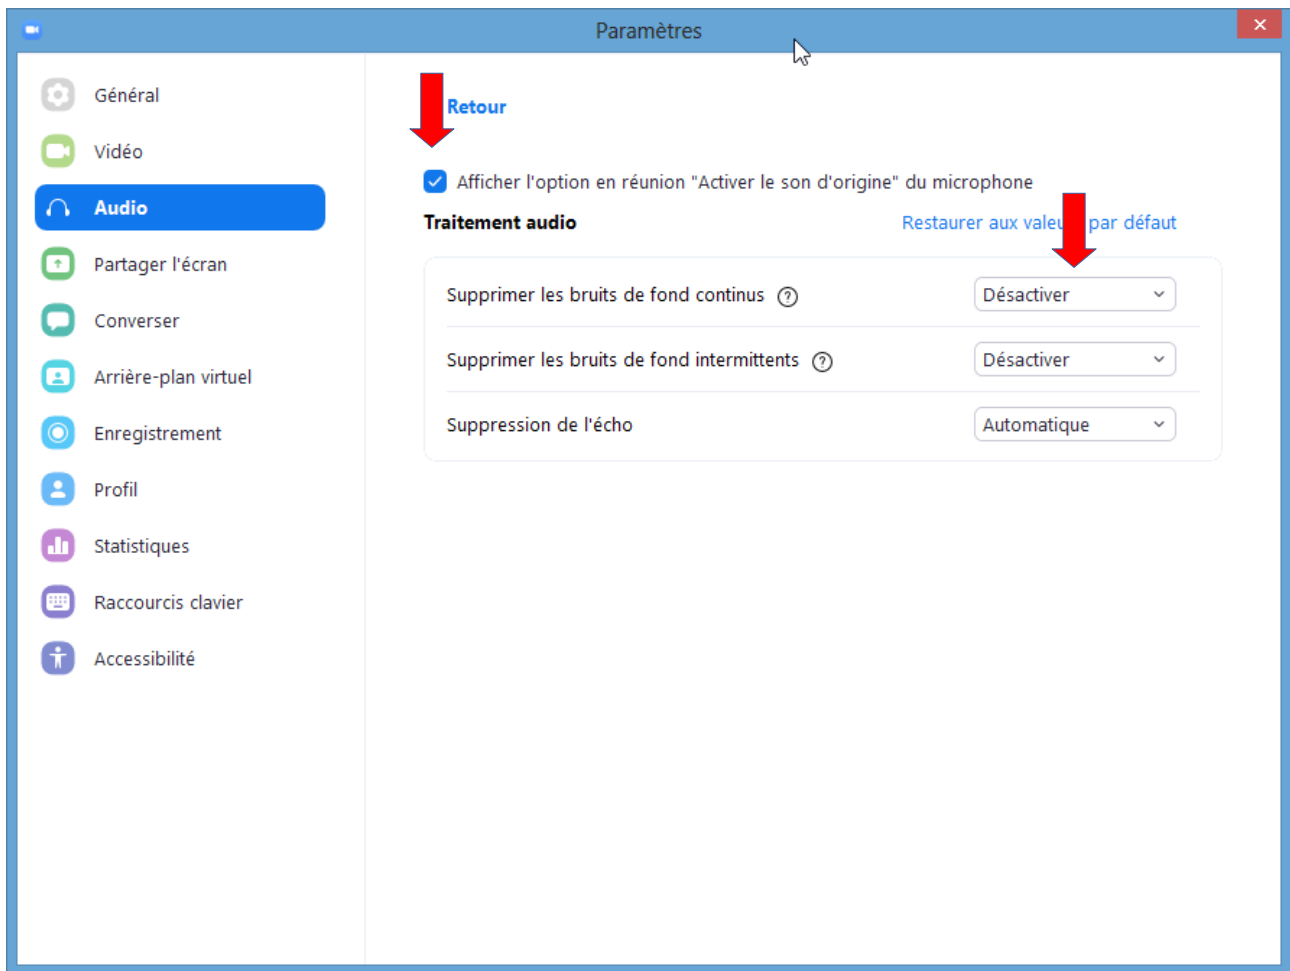 Paramètres
Général
Vidéo
Audio
Partager l'écran
Converser
Arrière-plan virtuel
Enregistrement
Profil
Statistiques
Raccourcis clavier
Accessibilité
Retour
Afficher l'option en réunion "Activer le son d'origine" du microphone
Traitement audio
Restaurer aux par défaut
Supprimer les bruits de fond continus
Désactiver
Supprimer les bruits de fond intermittents
Désactiver
Suppression de l'écho
Automatique